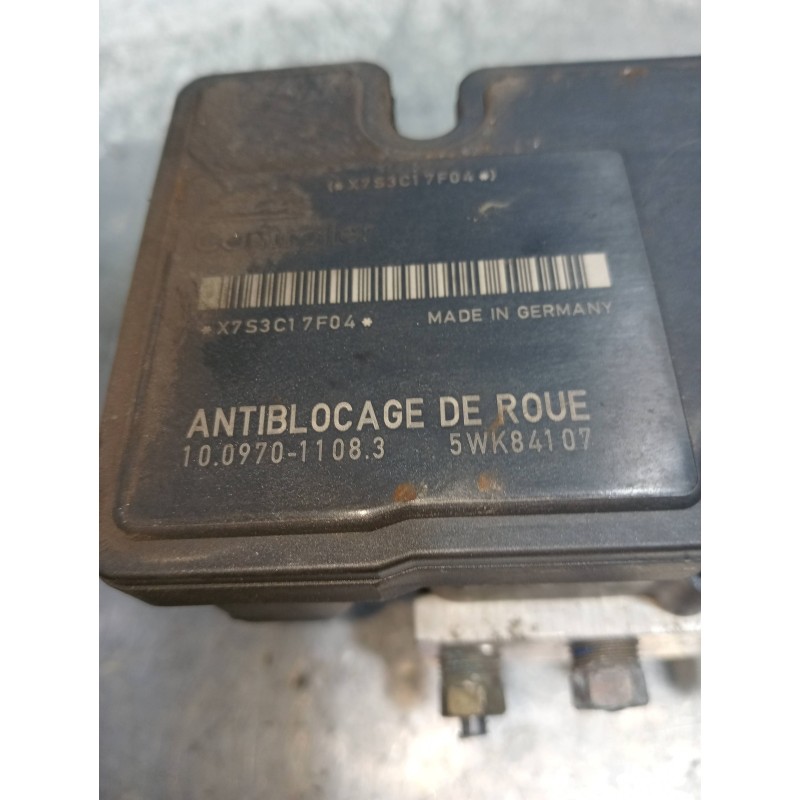 (*X7S3C17F04*)
*X7S3C17F04* MADE IN GERMANY
ANTIBLOCAGE DE ROUE
10.0970-1108.3 5WK84107